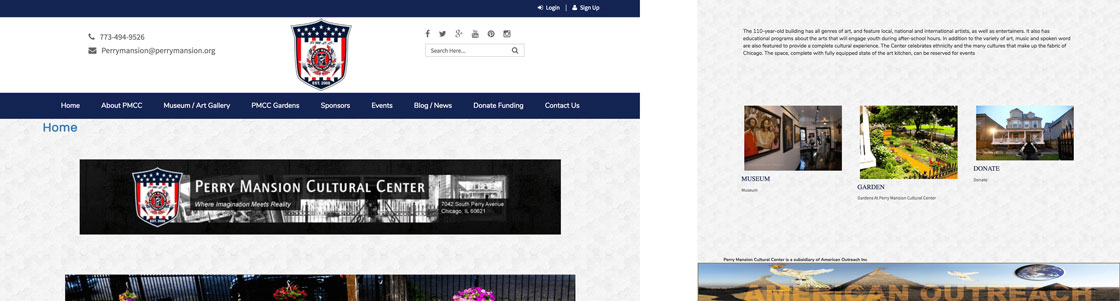 Login | Sign Up
773-494-9526
Perrymansion@perrymansion.org
EST. 2005
Search Here...
Home About PMCC Museum / Art Gallery PMCC Gardens Sponsors Events Blog / News Donate Funding Contact Us
Home
PERRY MANSION CULTURAL CENTER
Where Imagination Meets Reality
7042 South Perry Avenue
Chicago, IL, 60621
The 110-year-old building has all genres of art, and feature local, national and international artists, as well as entertainers. It also has
educational programs about the arts that will engage youth during after-school hours. In addition to the variety of art, music and spoken word
are also featured to provide a complete cultural experience. The Center celebrates ethnicity and the many cultures that make up the fabric of
Chicago. The space, complete with fully equipped state of the art kitchen, can be reserved for events
MUSEUM
Museum
GARDEN
Gardens At Perry Mansion Cultural Center
DONATE
Donate
Perry Mansion Cultural Center is a subsidiary of American Outreach Inc
AMERICAN OUTREACH